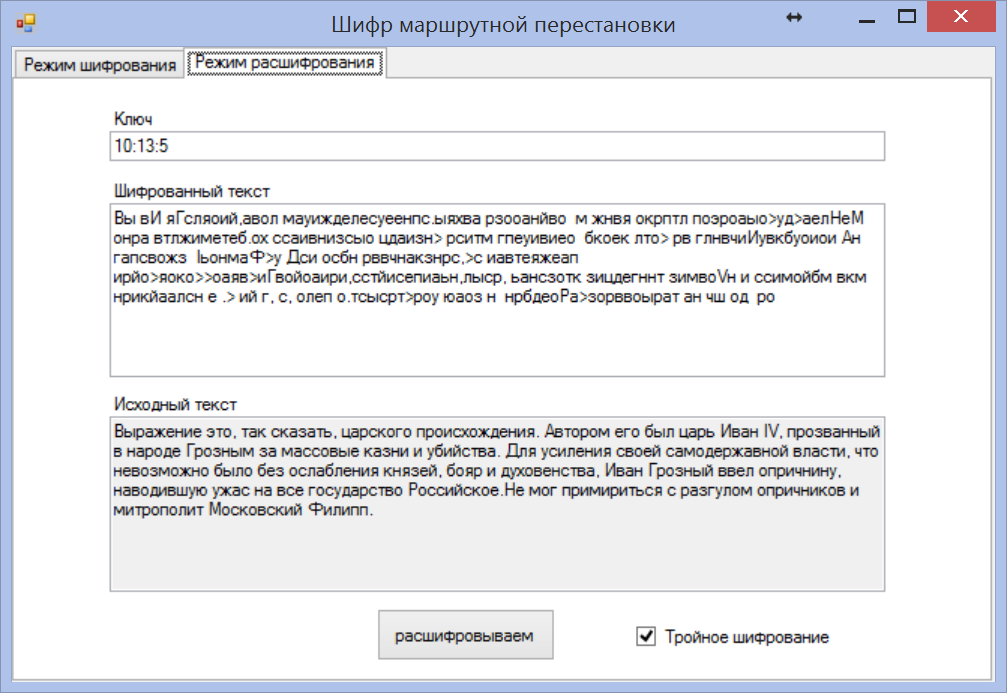 Шифр маршрутной перестановки
Режим шифрования
Режим расшифрования
Ключ
10:13:5
Шифрованный текст
Вы вИ яГсляоий,авол мауижделесуеенпс.ыяхва рзооанйво  м жнвя окрптл поэроаыо>уд>аелНеМ
онра втлжиметеб.ох ссаивнизсыо цдаизн> рситм гпеуивиео  бкоек лто> рв глнвчиИувкбуоиои Ан
гапсвожз  IьонмаФ>у Дси осбн рввчнакзнрс,>с иавтеяжеап
ирйо>яоко>>оаяв>иГвойоаири,сстйисепиаьн,лыср, ьансзотк зицдегннт зимвоVн и ссимойбм вкм
нрикйаалсн е .> ий г, с, олеп о.тсысрт>роу юаоз н  нрбдеоРа>зорввоырат ан чш од  ро
Исходный текст
Выражение это, так сказать, царского происхождения. Автором его был царь Иван IV, прозванный
в народе Грозным за массовые казни и убийства. Для усиления своей самодержавной власти, что
невозможно было без ослабления князей, бояр и духовенства, Иван Грозный ввел опричнину,
наводившую ужас на все государство Российское.Не мог примириться с разгулом опричников и
митрополит Московский Филипп.
расшифровываем
Тройное шифрование